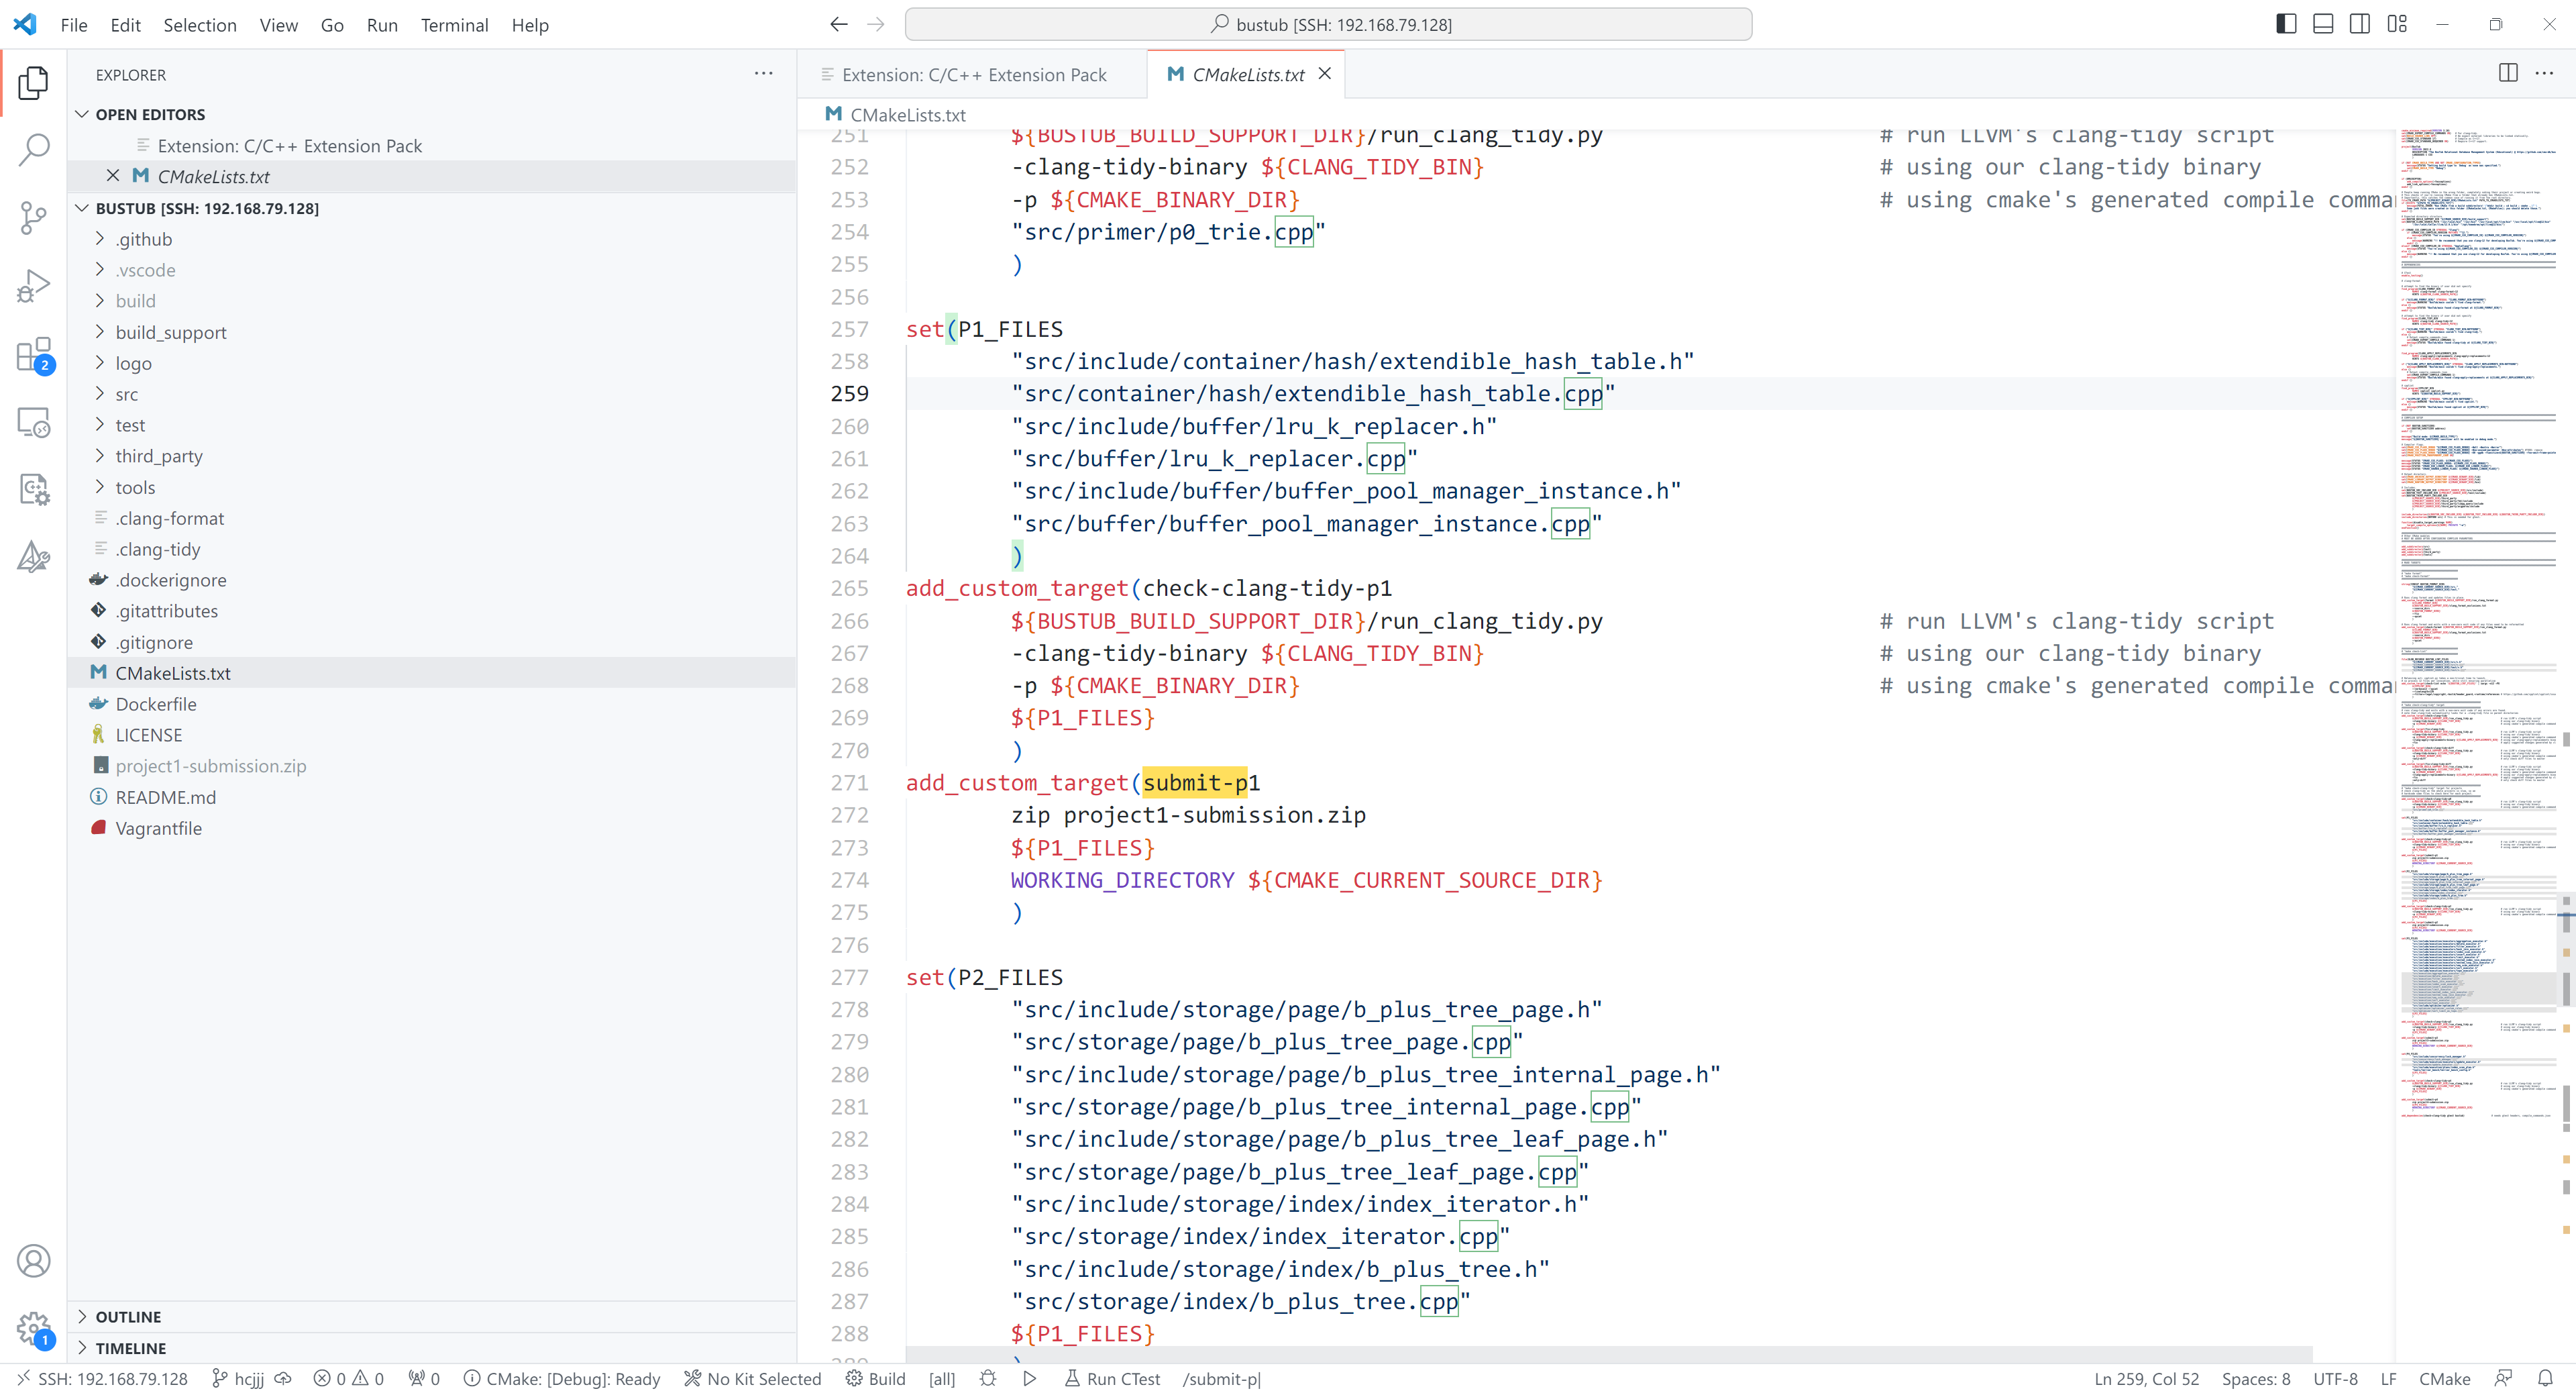 File Edit Selection View Go Run Terminal Help
bustub [SSH: 192.168.79.128]
EXPLORER
OPEN EDITORS
Extension: C/C++ Extension Pack
CMakeLists.txt
BUSTUB [SSH: 192.168.79.128]
.github
.vscode
build
build_support
logo
src
test
third_party
tools
.clang-format
.clang-tidy
.dockerignore
.gitattributes
.gitignore
CMakeLists.txt
Dockerfile
LICENSE
project1-submission.zip
README.md
Vagrantfile
OUTLINE
TIMELINE
2
1
Extension: C/C++ Extension Pack
CMakeLists.txt
CMakeLists.txt
251 ${BUSTUB_BUILD_SUPPORT_DIR}/run_clang_tidy.py # run LLVM's clang-tidy script
252 -clang-tidy-binary ${CLANG_TIDY_BIN} # using our clang-tidy binary
253 -p ${CMAKE_BINARY_DIR} # using cmake's generated compile comma
254 "src/primer/p0_trie.cpp"
255 )
256
257 set(P1_FILES
258 "src/include/container/hash/extendible_hash_table.h"
259 "src/container/hash/extendible_hash_table.cpp"
260 "src/include/buffer/lru_k_replacer.h"
261 "src/buffer/lru_k_replacer.cpp"
262 "src/include/buffer/buffer_pool_manager_instance.h"
263 "src/buffer/buffer_pool_manager_instance.cpp"
264 )
265 add_custom_target(check-clang-tidy-p1
266 ${BUSTUB_BUILD_SUPPORT_DIR}/run_clang_tidy.py # run LLVM's clang-tidy script
267 -clang-tidy-binary ${CLANG_TIDY_BIN} # using our clang-tidy binary
268 -p ${CMAKE_BINARY_DIR} # using cmake's generated compile comma
269 ${P1_FILES}
270 )
271 add_custom_target(submit-p1
272 zip project1-submission.zip
273 ${P1_FILES}
274 WORKING_DIRECTORY ${CMAKE_CURRENT_SOURCE_DIR}
275 )
276
277 set(P2_FILES
278 "src/include/storage/page/b_plus_tree_page.h"
279 "src/storage/page/b_plus_tree_page.cpp"
280 "src/include/storage/page/b_plus_tree_internal_page.h"
281 "src/storage/page/b_plus_tree_internal_page.cpp"
282 "src/include/storage/page/b_plus_tree_leaf_page.h"
283 "src/storage/page/b_plus_tree_leaf_page.cpp"
284 "src/include/storage/index/index_iterator.h"
285 "src/storage/index/index_iterator.cpp"
286 "src/include/storage/index/b_plus_tree.h"
287 "src/storage/index/b_plus_tree.cpp"
288 ${P1_FILES}
SSH: 192.168.79.128 hcjjj 0 0 0 CMake: [Debug]: Ready No Kit Selected Build [all] Run CTest /submit-p| Ln 259, Col 52 Spaces: 8 UTF-8 LF CMake